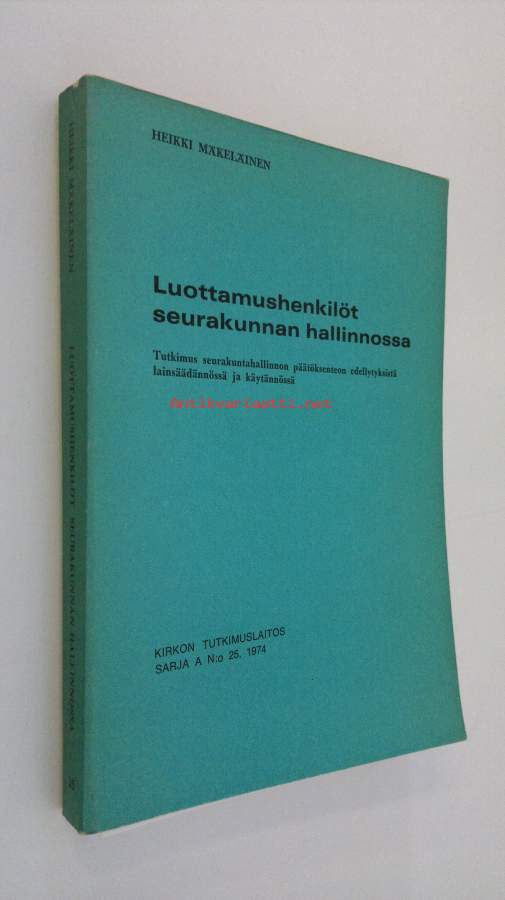 HEIKKI MÄKELÄINEN
Luottamushenkilöt
seurakunnan hallinnossa
Tutkimus seurakuntahallinnon päätöksenteon edellytyksistä
lainsäädännössä ja käytännössä
antikvariaatti.net
KIRKON TUTKIMUSLAITOS
SARJA A N:o 25. 1974
HEIKKI MÄKELÄINEN
LUOTTAMUSHENKILÖT SEURAKUNNAN HALLINNOSSA